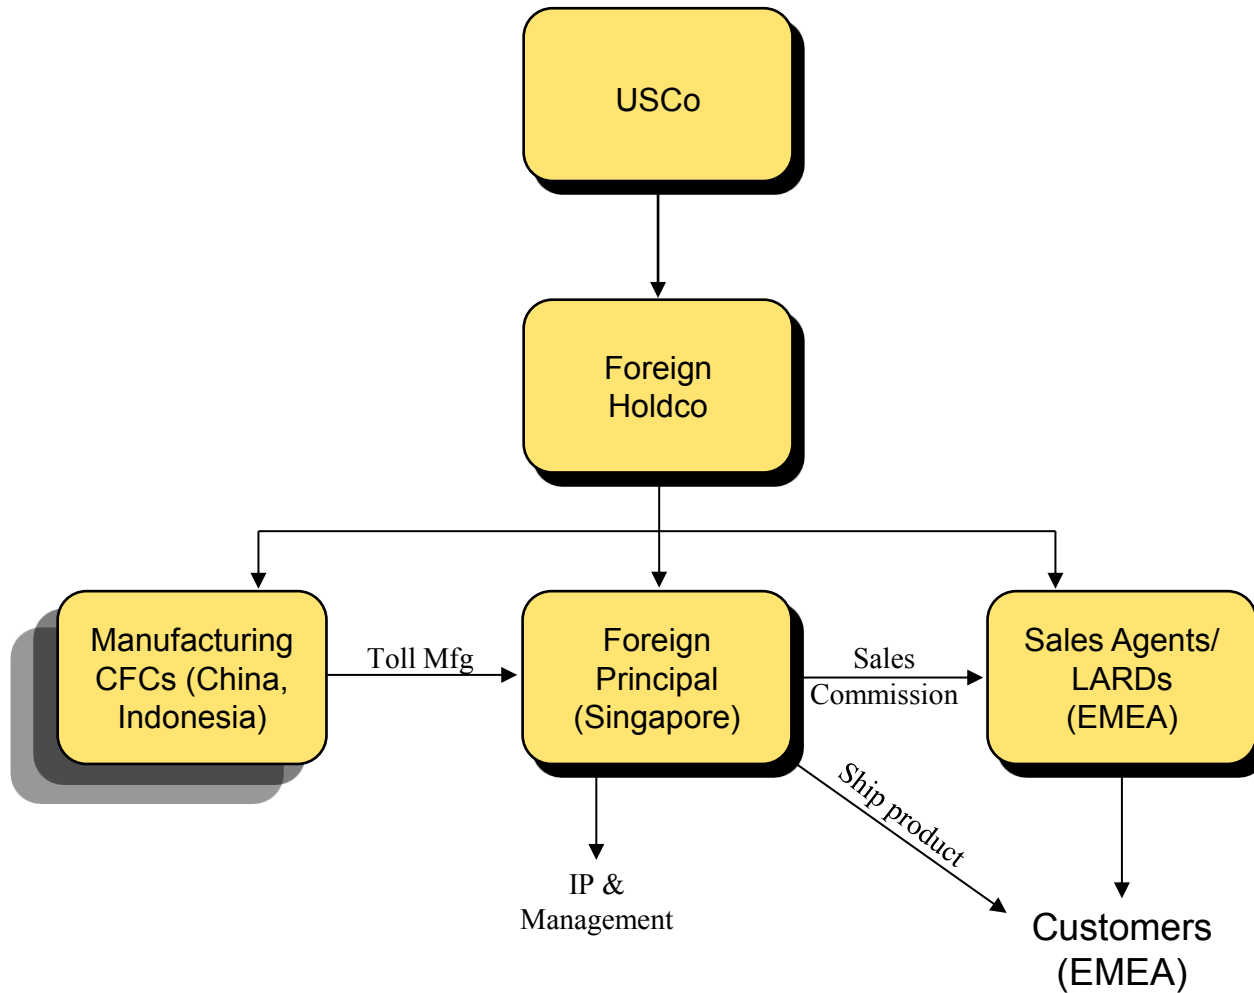 USCo
Foreign
Holdco
Manufacturing
CFCs (China,
Indonesia)
Toll Mfg
Foreign
Principal
(Singapore)
Sales
Commission
Sales Agents/
LARDs
(EMEA)
Ship product
IP &
Management
Customers
(EMEA)